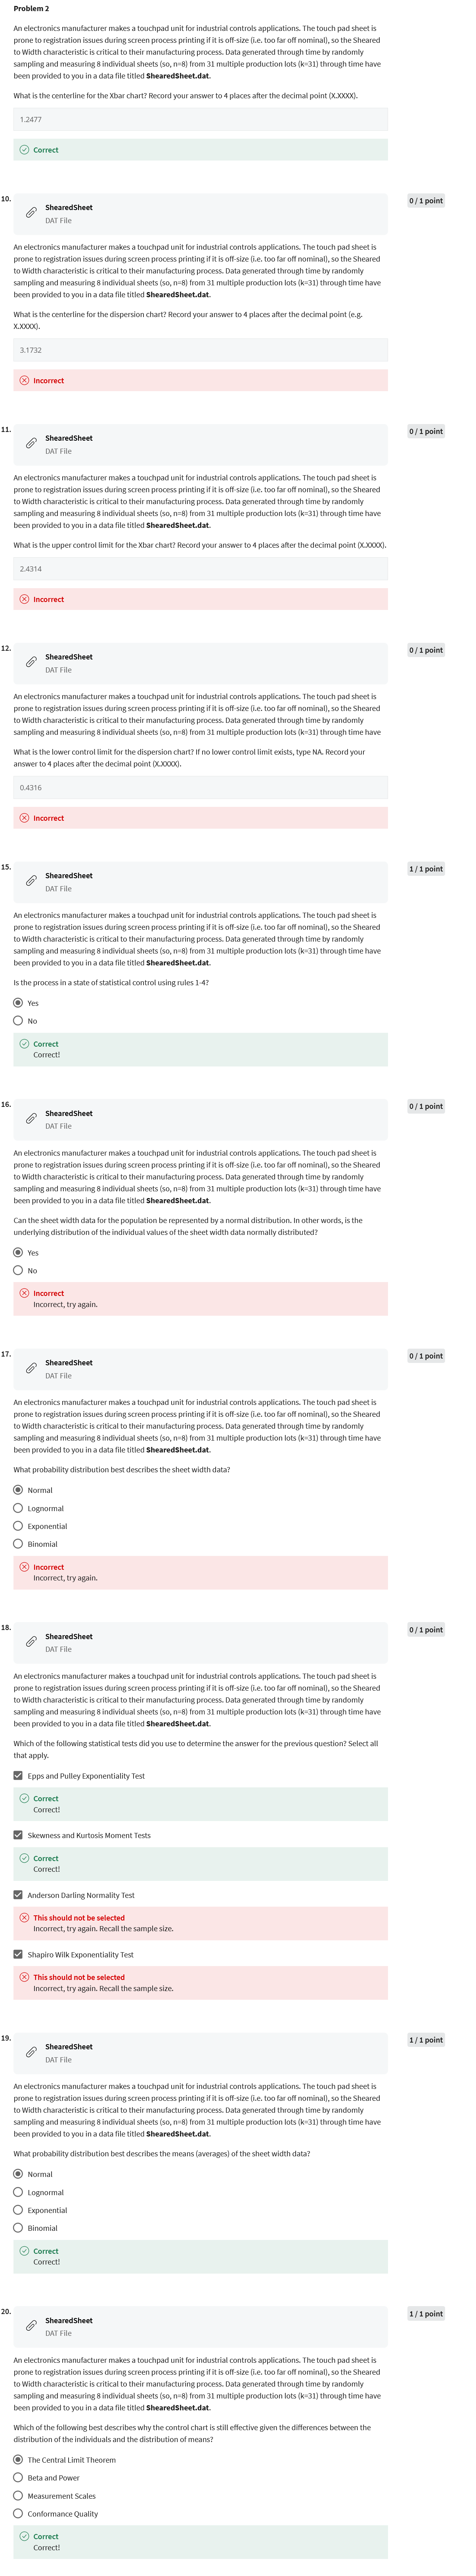 Problem 2
An electronics manufacturer makes a touchpad unit for industrial controls applications. The touch pad sheet is
prone to registration issues during screen process printing if it is off-size (i.e. too far off nominal), so the Sheared
to Width characteristic is critical to their manufacturing process. Data generated through time by randomly
sampling and measuring 8 individual sheets (so, n=8) from 31 multiple production lots (k=31) through time have
been provided to you in a data file titled SharedSheet.dat.
What is the centerline for the Xbar chart? Record your answer to 4 places after the decimal point (X.XXXX).
1.2477
Correct
10.
0 / 1 point
ShearedSheet
DAT File
An electronics manufacturer makes a touchpad unit for industrial controls applications. The touch pad sheet is
prone to registration issues during screen process printing if it is off-size (i.e. too far off nominal), so the Sheared
to Width characteristic is critical to their manufacturing process. Data generated through time by randomly
sampling and measuring 8 individual sheets (so, n=8) from 31 multiple production lots (k=31) through time have
been provided to you in a data file titled ShearedSheet.dat.
What is the centerline for the dispersion chart? Record your answer to 4 places after the decimal point (e.g.
X.XXXX).
3.1732
Incorrect
11.
0 / 1 point
ShearedSheet
DAT File
An electronics manufacturer makes a touchpad unit for industrial controls applications. The touch pad sheet is
prone to registration issues during screen process printing if it is off-size (i.e. too far off nominal), so the Sheared
to Width characteristic is critical to their manufacturing process. Data generated through time by randomly
sampling and measuring 8 individual sheets (so, n=8) from 31 multiple production lots (k=31) through time have
been provided to you in a data file titled ShearedSheet.dat.
What is the upper control limit for the Xbar chart? Record your answer to 4 places after the decimal point (X.XXXX).
2.4314
Incorrect
12.
0 / 1 point
ShearedSheet
DAT File
An electronics manufacturer makes a touchpad unit for industrial controls applications. The touch pad sheet is
prone to registration issues during screen process printing if it is off-size (i.e. too far off nominal), so the Sheared
to Width characteristic is critical to their manufacturing process. Data generated through time by randomly
sampling and measuring 8 individual sheets (so, n=8) from 31 multiple production lots (k=31) through time have
What is the lower control limit for the dispersion chart? If no lower control limit exists, type NA. Record your
answer to 4 places after the decimal point (X.XXXX).
0.4316
Incorrect
15.
1 / 1 point
ShearedSheet
DAT File
An electronics manufacturer makes a touchpad unit for industrial controls applications. The touch pad sheet is
prone to registration issues during screen process printing if it is off-size (i.e. too far off nominal), so the Sheared
to Width characteristic is critical to their manufacturing process. Data generated through time by randomly
sampling and measuring 8 individual sheets (so, n=8) from 31 multiple production lots (k=31) through time have
been provided to you in a data file titled ShearedSheet.dat.
Is the process in a state of statistical control using rules 1-4?
Yes
No
Correct
Correct!
16.
0 / 1 point
ShearedSheet
DAT File
An electronics manufacturer makes a touchpad unit for industrial controls applications. The touch pad sheet is
prone to registration issues during screen process printing if it is off-size (i.e. too far off nominal), so the Sheared
to Width characteristic is critical to their manufacturing process. Data generated through time by randomly
sampling and measuring 8 individual sheets (so, n=8) from 31 multiple production lots (k=31) through time have
been provided to you in a data file titled ShearedSheet.dat.
Can the sheet width data for the population be represented by a normal distribution. In other words, is the
underlying distribution of the individual values of the sheet width data normally distributed?
Yes
No
Incorrect
Incorrect, try again.
17.
0 / 1 point
ShearedSheet
DAT File
An electronics manufacturer makes a touchpad unit for industrial controls applications. The touch pad sheet is
prone to registration issues during screen process printing if it is off-size (i.e. too far off nominal), so the Sheared
to Width characteristic is critical to their manufacturing process. Data generated through time by randomly
sampling and measuring 8 individual sheets (so, n=8) from 31 multiple production lots (k=31) through time have
been provided to you in a data file titled ShearedSheet.dat.
What probability distribution best describes the sheet width data?
Normal
Lognormal
Exponential
Binomial
Incorrect
Incorrect, try again.
18.
0 / 1 point
ShearedSheet
DAT File
An electronics manufacturer makes a touchpad unit for industrial controls applications. The touch pad sheet is
prone to registration issues during screen process printing if it is off-size (i.e. too far off nominal), so the Sheared
to Width characteristic is critical to their manufacturing process. Data generated through time by randomly
sampling and measuring 8 individual sheets (so, n=8) from 31 multiple production lots (k=31) through time have
been provided to you in a data file titled ShearedSheet.dat.
Which of the following statistical tests did you use to determine the answer for the previous question? Select all
that apply.
Epps and Pulley Exponentiality Test
Correct
Correct!
Skewness and Kurtosis Moment Tests
Correct
Correct!
Anderson Darling Normality Test
This should not be selected
Incorrect, try again. Recall the sample size.
Shapiro Wilk Exponentiality Test
This should not be selected
Incorrect, try again. Recall the sample size.
19.
1 / 1 point
ShearedSheet
DAT File
An electronics manufacturer makes a touchpad unit for industrial controls applications. The touch pad sheet is
prone to registration issues during screen process printing if it is off-size (i.e. too far off nominal), so the Sheared
to Width characteristic is critical to their manufacturing process. Data generated through time by randomly
sampling and measuring 8 individual sheets (so, n=8) from 31 multiple production lots (k=31) through time have
been provided to you in a data file titled ShearedSheet.dat.
What probability distribution best describes the means (averages) of the sheet width data?
Normal
Lognormal
Exponential
Binomial
Correct
Correct!
20.
1 / 1 point
ShearedSheet
DAT File
An electronics manufacturer makes a touchpad unit for industrial controls applications. The touch pad sheet is
prone to registration issues during screen process printing if it is off-size (i.e. too far off nominal), so the Sheared
to Width characteristic is critical to their manufacturing process. Data generated through time by randomly
sampling and measuring 8 individual sheets (so, n=8) from 31 multiple production lots (k=31) through time have
been provided to you in a data file titled ShearedSheet.dat.
Which of the following best describes why the control chart is still effective given the differences between the
distribution of the individuals and the distribution of means?
The Central Limit Theorem
Beta and Power
Measurement Scales
Conformance Quality
Correct
Correct!